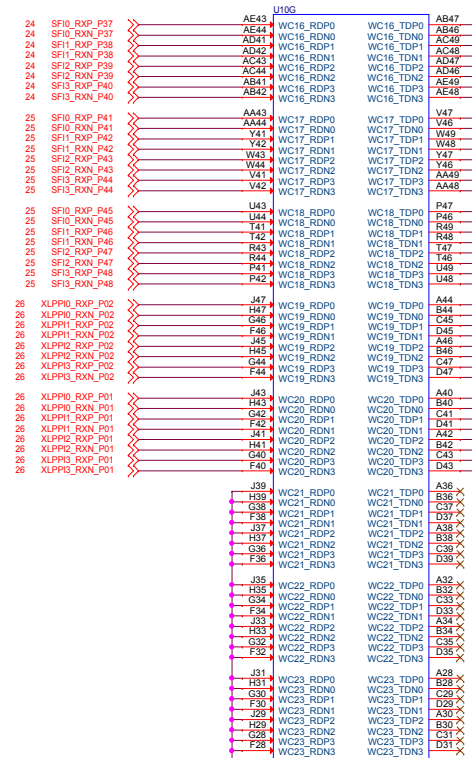 U10G
24 SFI0_RXP_P37 AE43 WC16_RDP0 WC16_TDP0 AB47
24 SFI0_RXN_P37 AE44 WC16_RDN0 WC16_TDN0 AB46
24 SFI1_RXP_P38 AD41 WC16_RDP1 WC16_TDP1 AC49
24 SFI1_RXN_P38 AD42 WC16_RDN1 WC16_TDN1 AC48
24 SFI2_RXP_P39 AC43 WC16_RDP2 WC16_TDP2 AD47
24 SFI2_RXN_P39 AC44 WC16_RDN2 WC16_TDN2 AD46
24 SFI3_RXP_P40 AB41 WC16_RDP3 WC16_TDP3 AE49
24 SFI3_RXN_P40 AB42 WC16_RDN3 WC16_TDN3 AE48
25 SFI0_RXP_P41 AA43 WC17_RDP0 WC17_TDP0 V47
25 SFI0_RXN_P41 AA44 WC17_RDN0 WC17_TDN0 V46
25 SFI1_RXP_P42 Y41 WC17_RDP1 WC17_TDP1 W49
25 SFI1_RXN_P42 Y42 WC17_RDN1 WC17_TDN1 W48
25 SFI2_RXP_P43 W43 WC17_RDP2 WC17_TDP2 Y47
25 SFI2_RXN_P43 W44 WC17_RDN2 WC17_TDN2 Y46
25 SFI3_RXP_P44 V41 WC17_RDP3 WC17_TDP3 AA49
25 SFI3_RXN_P44 V42 WC17_RDN3 WC17_TDN3 AA48
25 SFI0_RXP_P45 U43 WC18_RDP0 WC18_TDP0 P47
25 SFI0_RXN_P45 U44 WC18_RDN0 WC18_TDN0 P46
25 SFI1_RXP_P46 T41 WC18_RDP1 WC18_TDP1 R49
25 SFI1_RXN_P46 T42 WC18_RDN1 WC18_TDN1 R48
25 SFI2_RXP_P47 R43 WC18_RDP2 WC18_TDP2 T47
25 SFI2_RXN_P47 R44 WC18_RDN2 WC18_TDN2 T46
25 SFI3_RXP_P48 P41 WC18_RDP3 WC18_TDP3 U49
25 SFI3_RXN_P48 P42 WC18_RDN3 WC18_TDN3 U48
26 XLPPI0_RXP_P02 J47 WC19_RDP0 WC19_TDP0 A44
26 XLPPI0_RXN_P02 H47 WC19_RDN0 WC19_TDN0 B44
26 XLPPI1_RXP_P02 G46 WC19_RDP1 WC19_TDP1 C45
26 XLPPI1_RXN_P02 F46 WC19_RDN1 WC19_TDN1 D45
26 XLPPI2_RXP_P02 J45 WC19_RDP2 WC19_TDP2 A46
26 XLPPI2_RXN_P02 H45 WC19_RDN2 WC19_TDN2 B46
26 XLPPI3_RXP_P02 G44 WC19_RDP3 WC19_TDP3 C47
26 XLPPI3_RXN_P02 F44 WC19_RDN3 WC19_TDN3 D47
26 XLPPI0_RXP_P01 J43 WC20_RDP0 WC20_TDP0 A40
26 XLPPI0_RXN_P01 H43 WC20_RDN0 WC20_TDN0 B40
26 XLPPI1_RXP_P01 G42 WC20_RDP1 WC20_TDP1 C41
26 XLPPI1_RXN_P01 F42 WC20_RDN1 WC20_TDN1 D41
26 XLPPI2_RXP_P01 J41 WC20_RDP2 WC20_TDP2 A42
26 XLPPI2_RXN_P01 H41 WC20_RDN2 WC20_TDN2 B42
26 XLPPI3_RXP_P01 G40 WC20_RDP3 WC20_TDP3 C43
26 XLPPI3_RXN_P01 F40 WC20_RDN3 WC20_TDN3 D43
J39 WC21_RDP0 WC21_TDP0 A36
H39 WC21_RDN0 WC21_TDN0 B36
G38 WC21_RDP1 WC21_TDP1 C37
F38 WC21_RDN1 WC21_TDN1 D37
J37 WC21_RDP2 WC21_TDP2 A38
H37 WC21_RDN2 WC21_TDN2 B38
G36 WC21_RDP3 WC21_TDP3 C39
F36 WC21_RDN3 WC21_TDN3 D39
J35 WC22_RDP0 WC22_TDP0 A32
H35 WC22_RDN0 WC22_TDN0 B32
G34 WC22_RDP1 WC22_TDP1 C33
F34 WC22_RDN1 WC22_TDN1 D33
J33 WC22_RDP2 WC22_TDP2 A34
H33 WC22_RDN2 WC22_TDN2 B34
G32 WC22_RDP3 WC22_TDP3 C35
F32 WC22_RDN3 WC22_TDN3 D35
J31 WC23_RDP0 WC23_TDP0 A28
H31 WC23_RDN0 WC23_TDN0 B28
G30 WC23_RDP1 WC23_TDP1 C29
F30 WC23_RDN1 WC23_TDN1 D29
J29 WC23_RDP2 WC23_TDP2 A30
H29 WC23_RDN2 WC23_TDN2 B30
G28 WC23_RDP3 WC23_TDP3 C31
F28 WC23_RDN3 WC23_TDN3 D31